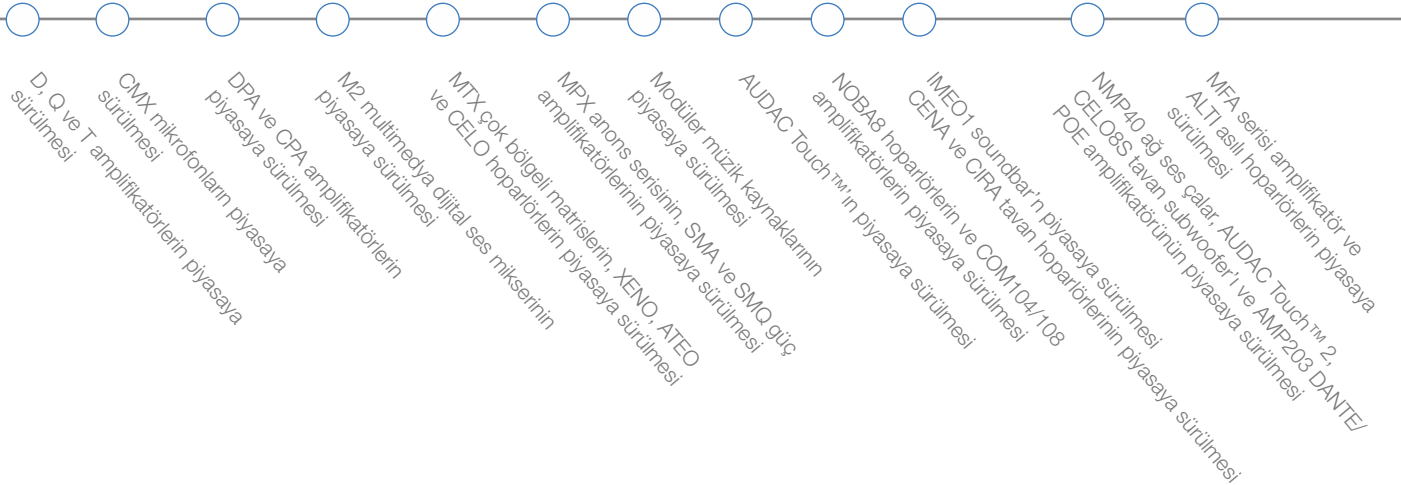 D, Q ve T amplifikatörlerin piyasaya
sürülmesi
CMX mikrofonların piyasaya
sürülmesi
DPA ve CPA amplifikatörlerin
piyasaya sürülmesi
M2 multimedya dijital ses mikserinin
piyasaya sürülmesi
MTX çok bölgeli matrislerin, XENO, ATEO
ve CELO hoparlörlerin piyasaya sürülmesi
MPX anons serisinin, SMA ve SMQ güç
amplifikatörlerinin piyasaya sürülmesi
Modüler müzik kaynaklarının
piyasaya sürülmesi
AUDAC Touch™'ın piyasaya sürülmesi
NOBA8 hoparlörlerin ve COM104/108
amplifikatörlerin piyasaya sürülmesi
IMEO1 soundbar'n piyasaya sürülmesi
CENA ve CIRA tavan hoparlörlerinin piyasaya sürülmesi
NMP40 ağ ses çalar, AUDAC Touch™ 2,
CELO8S tavan subwoofer'ı ve AMP203 DANTE/
POE amplifikatörünün piyasaya sürülmesi
MFA serisi amplifikatör ve
ALTI asılı hoparlörlerin piyasaya
sürülmesi